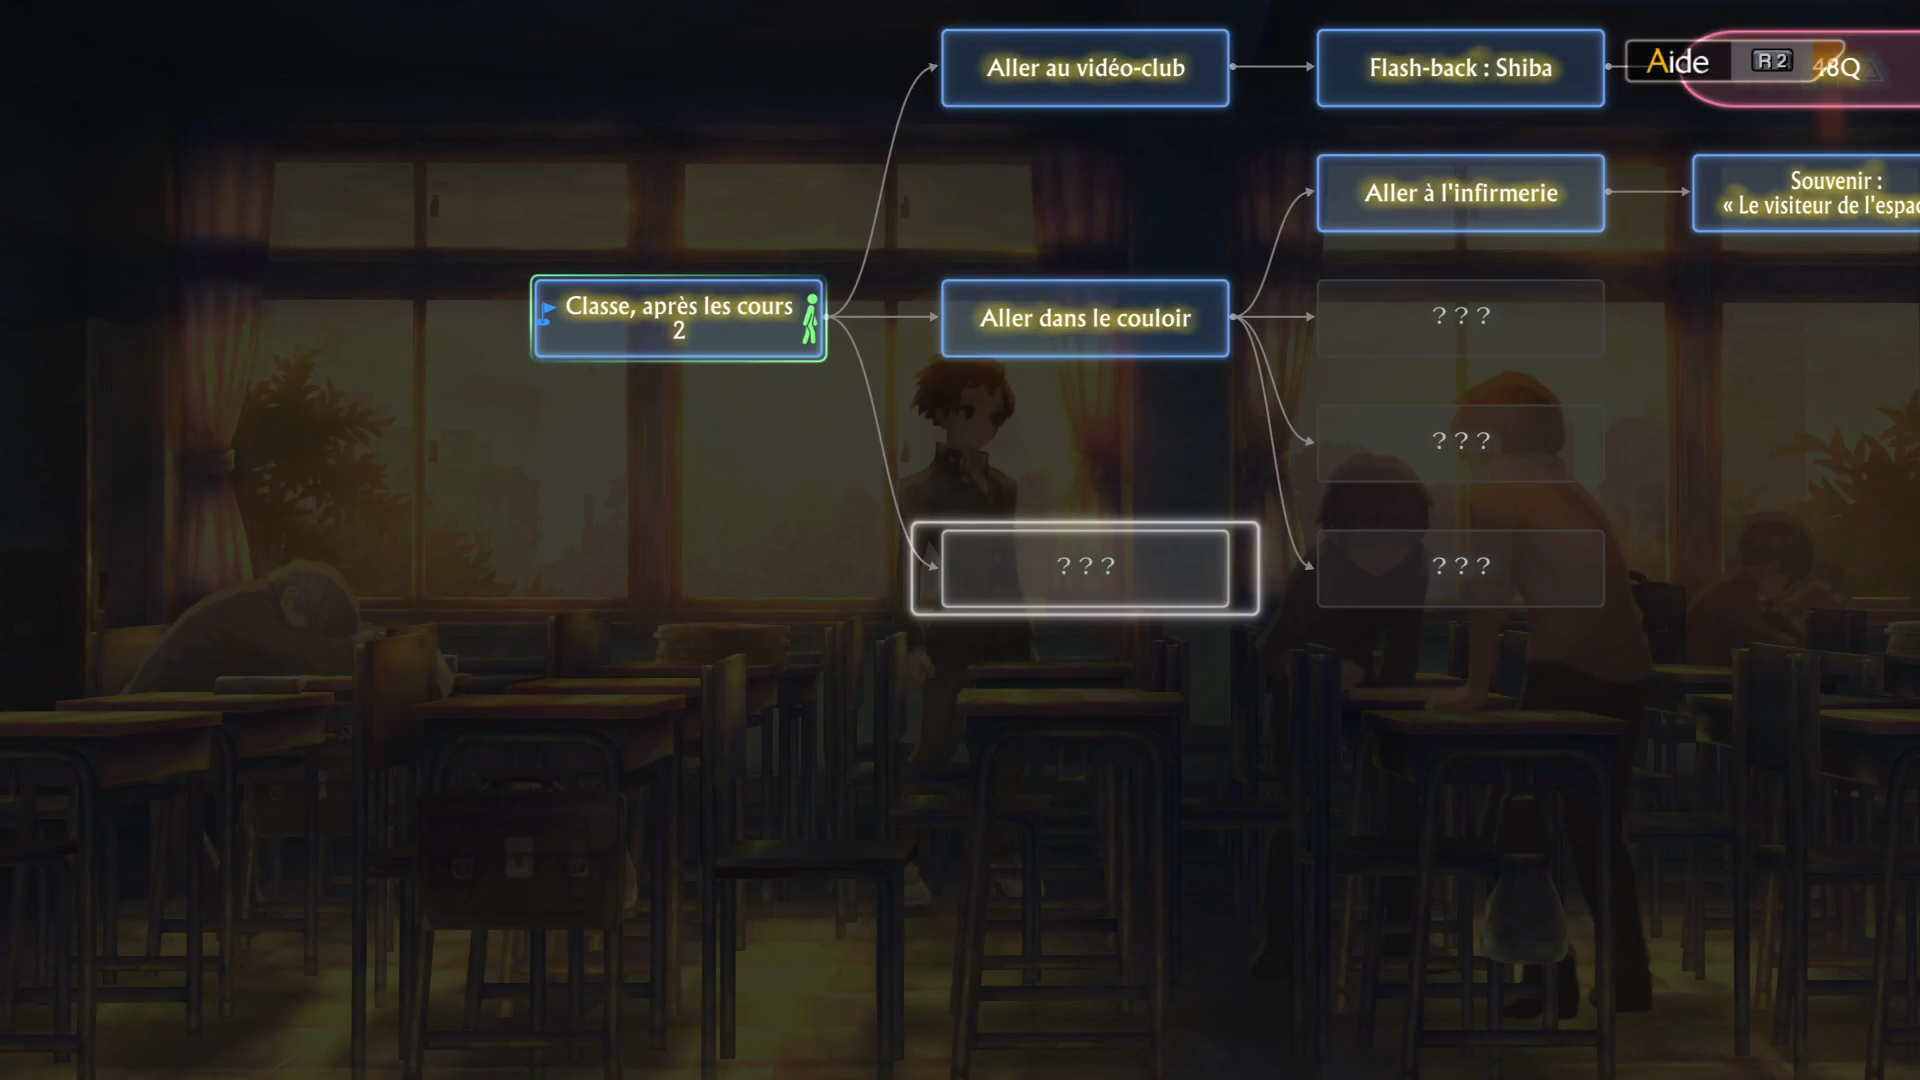 Aller au vidéo-club
Flash-back : Shiba
Aide
R2
48Q
Aller à l'infirmerie
Souvenir :
« Le visiteur de l'espac
Classe, après les cours
2
Aller dans le couloir
? ? ?
? ? ?
? ? ?
? ? ?